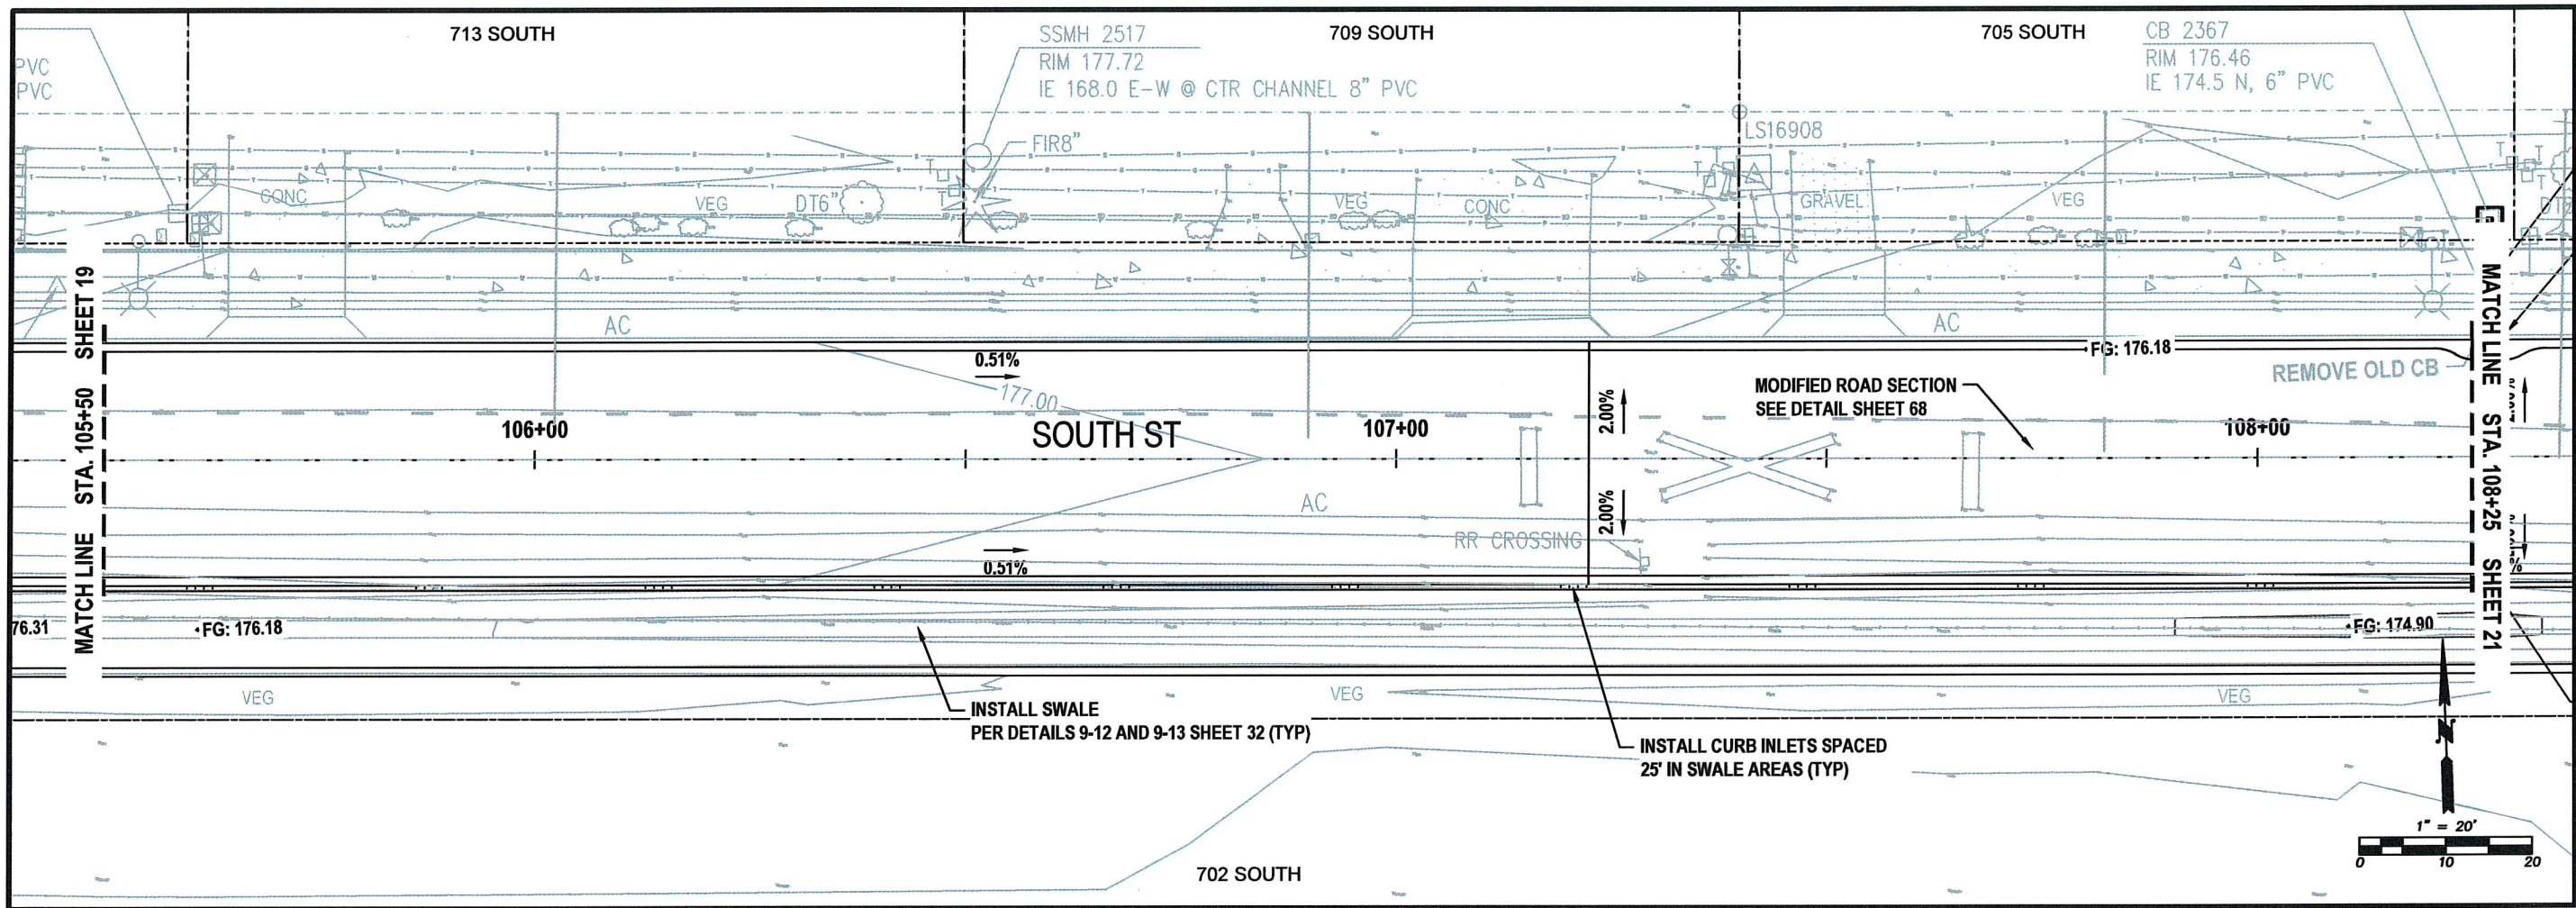 713 SOUTH
709 SOUTH
705 SOUTH
PVC
PVC
SSMH 2517
RIM 177.72
IE 168.0 E-W @ CTR CHANNEL 8" PVC
CB 2367
RIM 176.46
IE 174.5 N, 6" PVC
FIR8"
LS16908
CONC
VEG
DT6"
VEG
CONC
GRAVEL
VEG
AC
AC
MATCH LINE STA. 105+50 SHEET 19
0.51%
177.00
FG: 176.18
REMOVE OLD CB
MODIFIED ROAD SECTION
SEE DETAIL SHEET 68
2.00%
106+00
SOUTH ST
107+00
108+00
AC
2.00%
RR CROSSING
0.51%
MATCH LINE STA. 108+25 SHEET 21
76.31
FG: 176.18
FG: 174.90
VEG
VEG
VEG
INSTALL SWALE
PER DETAILS 9-12 AND 9-13 SHEET 32 (TYP)
INSTALL CURB INLETS SPACED
25' IN SWALE AREAS (TYP)
N
702 SOUTH
1" = 20'
0 10 20